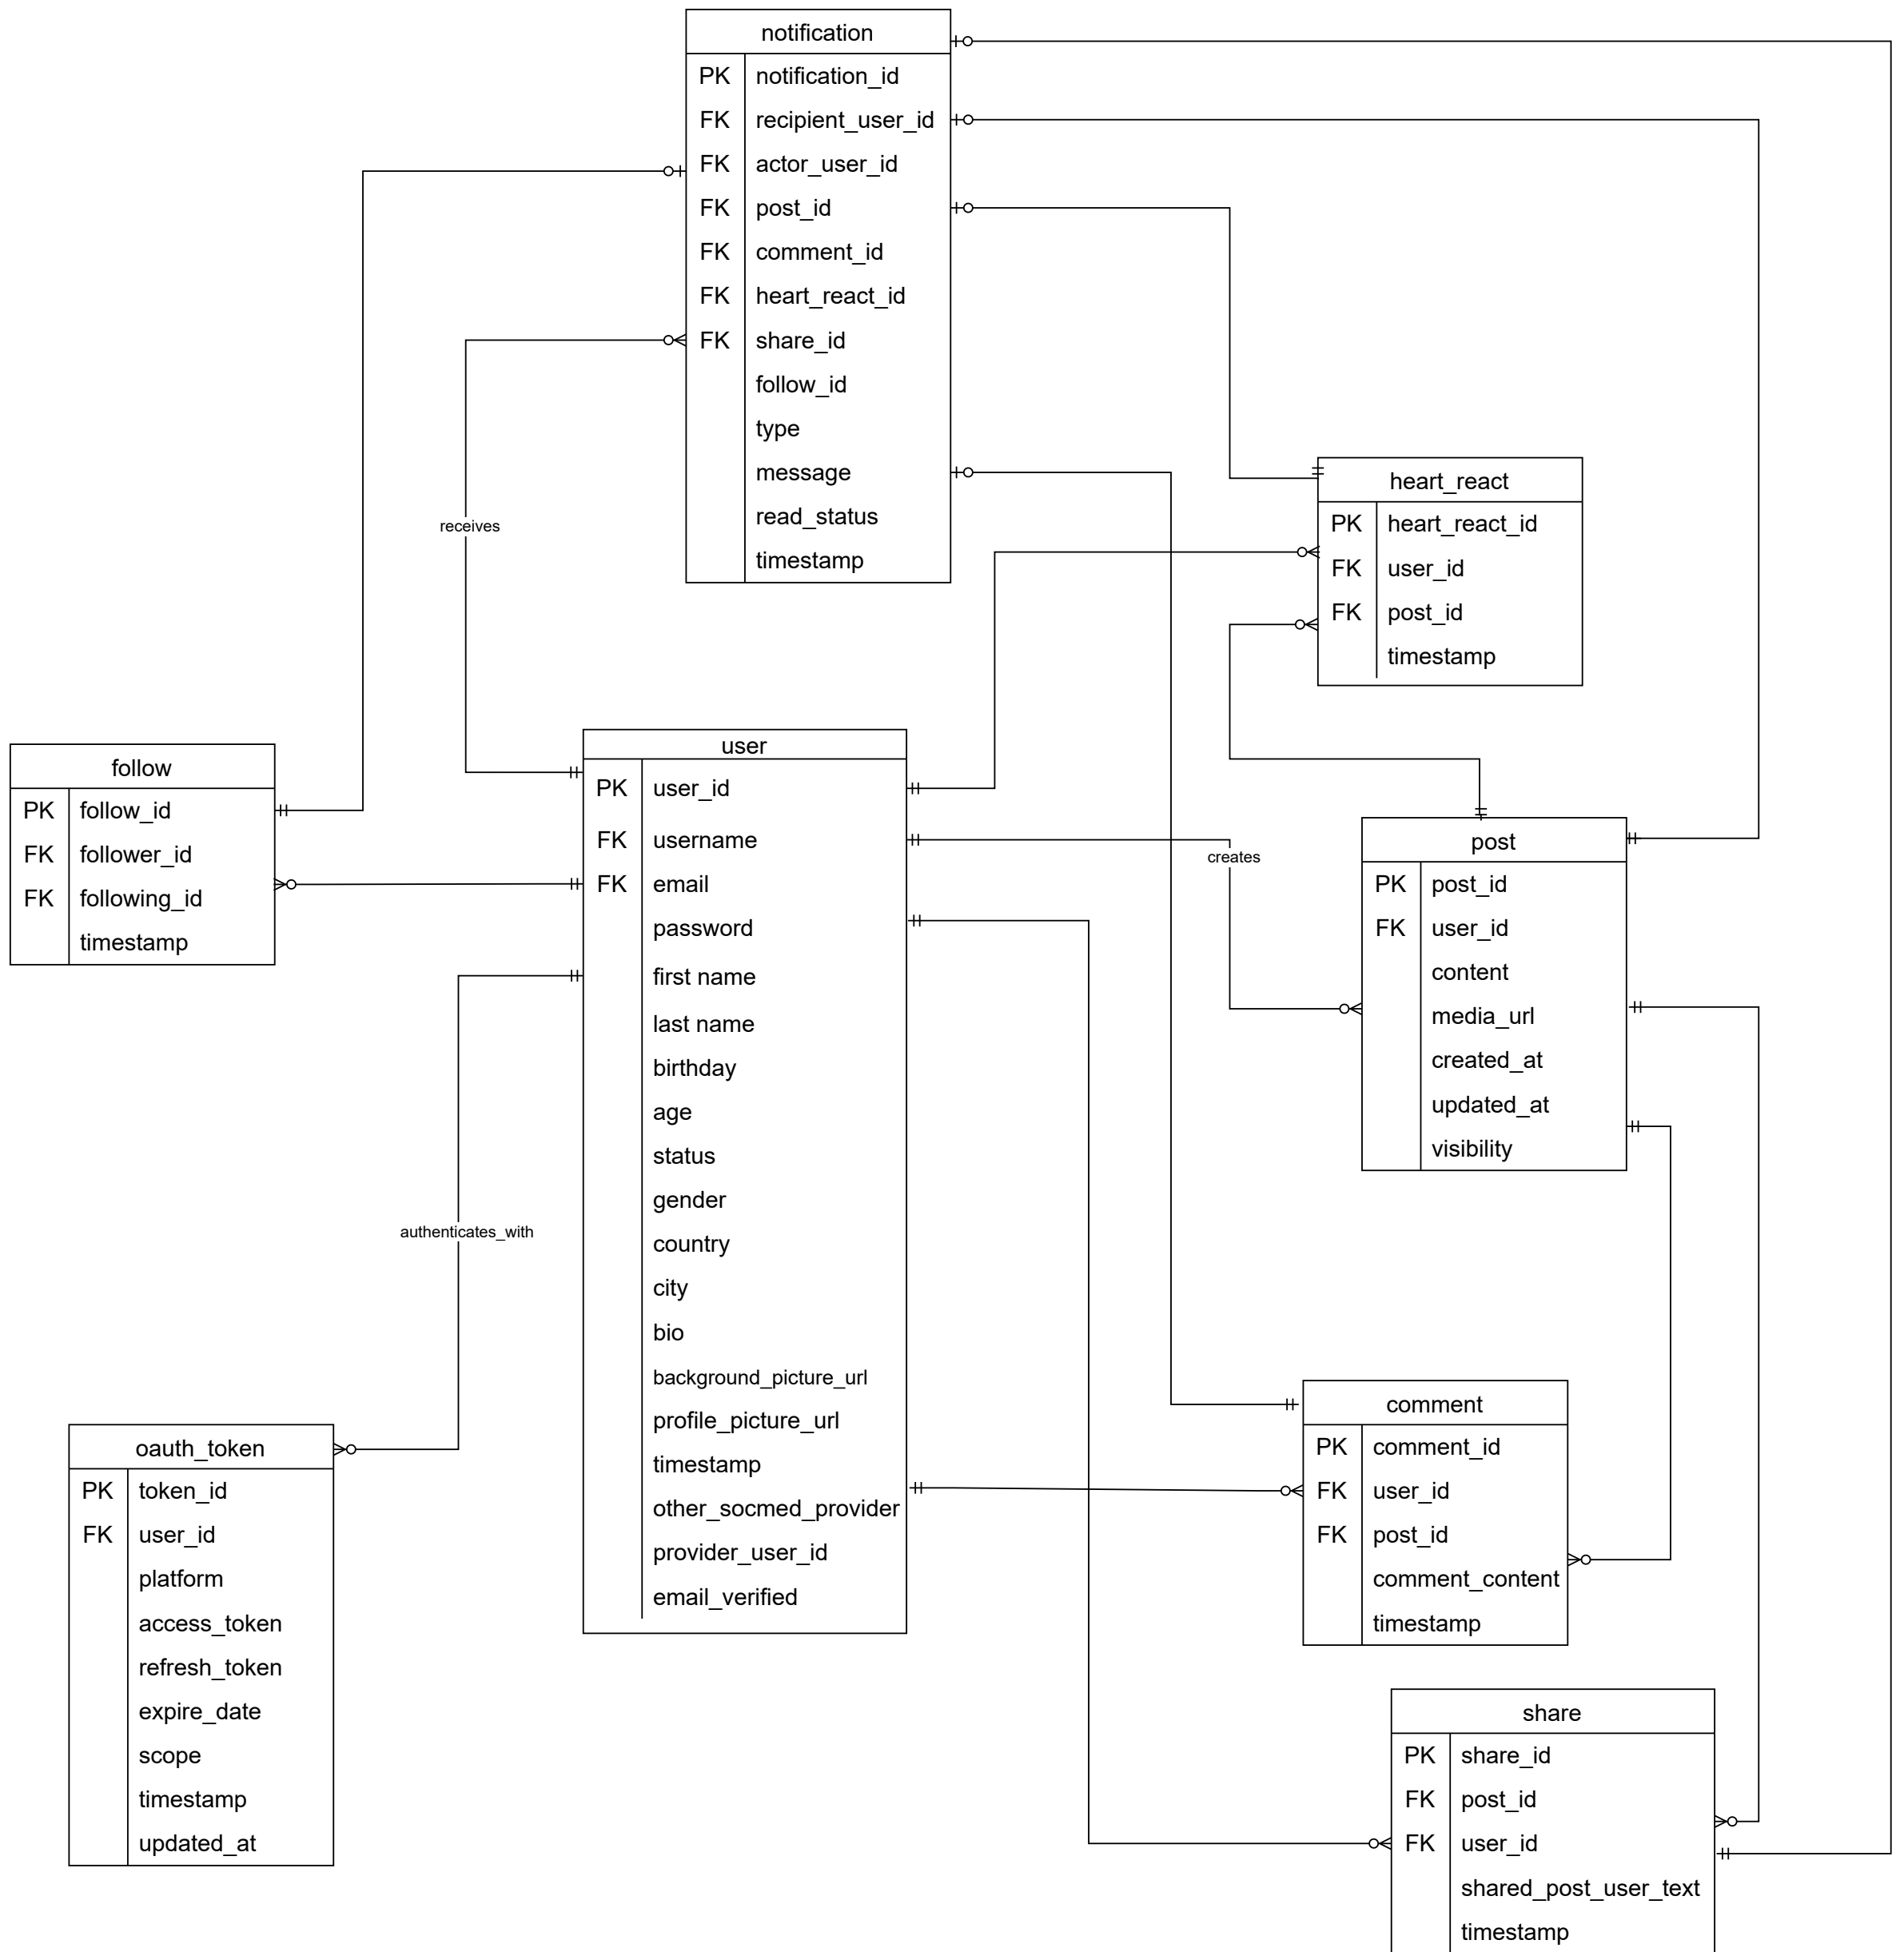 notification
PK notification_id
FK recipient_user_id
FK actor_user_id
FK post_id
FK comment_id
FK heart_react_id
FK share_id
follow_id
type
message
read_status
timestamp
receives
heart_react
PK heart_react_id
FK user_id
FK post_id
timestamp
follow
PK follow_id
FK follower_id
FK following_id
timestamp
user
PK user_id
FK username
FK email
password
first name
last name
birthday
age
status
gender
country
city
bio
background_picture_url
profile_picture_url
timestamp
other_socmed_provider
provider_user_id
email_verified
creates
post
PK post_id
FK user_id
content
media_url
created_at
updated_at
visibility
authenticates_with
oauth_token
PK token_id
FK user_id
platform
access_token
refresh_token
expire_date
scope
timestamp
updated_at
comment
PK comment_id
FK user_id
FK post_id
comment_content
timestamp
share
PK share_id
FK post_id
FK user_id
shared_post_user_text
timestamp